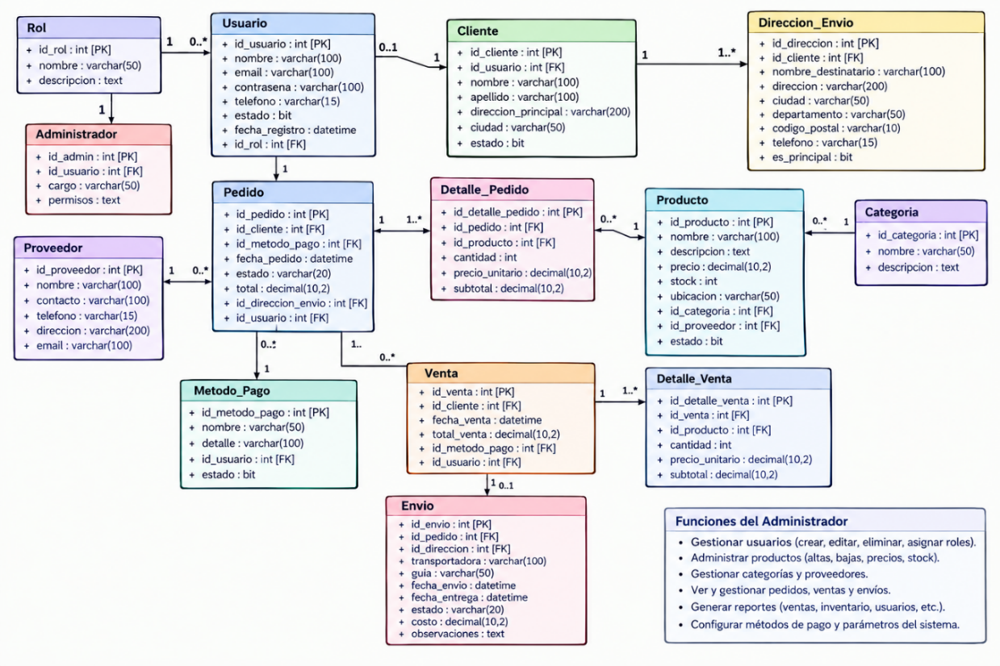 Rol
+ id_rol : int [PK]
+ nombre : varchar(50)
+ descripcion : text
1 0..*
Usuario
+ id_usuario : int [PK]
+ nombre : varchar(100)
+ email : varchar(100)
+ contrasena : varchar(100)
+ telefono : varchar(15)
+ estado : bit
+ fecha_registro : datetime
+ id_rol : int [FK]
0..1 1
Cliente
+ id_cliente : int [PK]
+ id_usuario : int [FK]
+ nombre : varchar(100)
+ apellido : varchar(100)
+ direccion_principal : varchar(200)
+ ciudad : varchar(50)
+ estado : bit
1 1..*
Direccion_Envio
+ id_direccion : int [PK]
+ id_cliente : int [FK]
+ nombre_destinatario : varchar(100)
+ direccion : varchar(200)
+ ciudad : varchar(50)
+ departamento : varchar(50)
+ codigo_postal : varchar(10)
+ telefono : varchar(15)
+ es_principal : bit
1
Administrador
+ id_admin : int [PK]
+ id_usuario : int [FK]
+ cargo : varchar(50)
+ permisos : text
1
Pedido
+ id_pedido : int [PK]
+ id_cliente : int [FK]
+ id_metodo_pago : int [FK]
+ fecha_pedido : datetime
+ estado : varchar(20)
+ total : decimal(10,2)
+ id_direccion_envio : int [FK]
+ id_usuario : int [FK]
1 1..*
Detalle_Pedido
+ id_detalle_pedido : int [PK]
+ id_pedido : int [FK]
+ id_producto : int [FK]
+ cantidad : int
+ precio_unitario : decimal(10,2)
+ subtotal : decimal(10,2)
0..* 1
Producto
+ id_producto : int [PK]
+ nombre : varchar(100)
+ descripcion : text
+ precio : decimal(10,2)
+ stock : int
+ ubicacion : varchar(50)
+ id_categoria : int [FK]
+ id_proveedor : int [FK]
+ estado : bit
0..* 1
Categoria
+ id_categoria : int [PK]
+ nombre : varchar(50)
+ descripcion : text
Proveedor
+ id_proveedor : int [PK]
+ nombre : varchar(100)
+ contacto : varchar(100)
+ telefono : varchar(15)
+ direccion : varchar(200)
+ email : varchar(100)
1 0..*
0..*
1
1..
0..*
Metodo_Pago
+ id_metodo_pago : int [PK]
+ nombre : varchar(50)
+ detalle : varchar(100)
+ id_usuario : int [FK]
+ estado : bit
Venta
+ id_venta : int [PK]
+ id_cliente : int [FK]
+ fecha_venta : datetime
+ total_venta : decimal(10,2)
+ id_metodo_pago : int [FK]
+ id_usuario : int [FK]
1 1..*
Detalle_Venta
+ id_detalle_venta : int [PK]
+ id_venta : int [FK]
+ id_producto : int [FK]
+ cantidad : int
+ precio_unitario : decimal(10,2)
+ subtotal : decimal(10,2)
1 0..1
Envio
+ id_envio : int [PK]
+ id_pedido : int [FK]
+ id_direccion : int [FK]
+ transportadora : varchar(100)
+ guia : varchar(50)
+ fecha_envio : datetime
+ fecha_entrega : datetime
+ estado : varchar(20)
+ costo : decimal(10,2)
+ observaciones : text
Funciones del Administrador
• Gestionar usuarios (crear, editar, eliminar, asignar roles).
• Administrar productos (altas, bajas, precios, stock).
• Gestionar categorías y proveedores.
• Ver y gestionar pedidos, ventas y envíos.
• Generar reportes (ventas, inventario, usuarios, etc.).
• Configurar métodos de pago y parámetros del sistema.